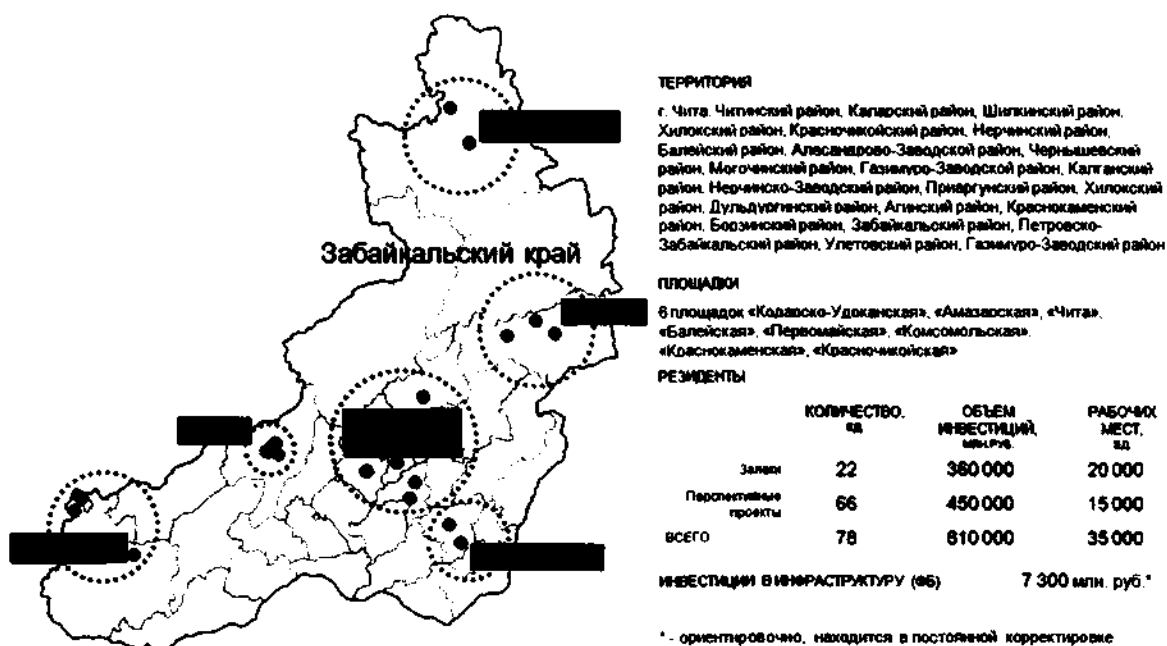 Забайкальский край
ТЕРРИТОРИЯ
г. Чита. Читинский район, Каларский район, Шилкинский район,
Хилокский район, Красночикойский район, Нерчинский район,
Балейский район, Алесандрово-Заводской район, Чернышевский
район, Могочинский район, Газимуро-Заводской район, Калганский
район. Нерчинско-Заводский район, Приаргунский район. Хилокский
район. Дульдургинский район, Агинский район, Краснокаменский
район. Борзинский район, Забайкальский район, Петровско-
Забайкальский район, Улетовский район, Газимуро-Заводский район
ПЛОЩАДКИ
6 площадок «Кодарско-Удоканская», «Амазарская», «Чита»,
«Балейская», «Первомайская», «Комсомольская»,
«Краснокаменская», «Красночикойская»
РЕЗИДЕНТЫ
КОЛИЧЕСТВО, ОБЪЕМ РАБОЧИХ
ед ИНВЕСТИЦИЙ, МЕСТ,
млн.руб. ед
Заявки 22 360 000 20 000
Перспективные
проекты 66 450 000 15 000
ВСЕГО 78 810 000 35 000
ИНВЕСТИЦИИ В ИНФРАСТРУКТУРУ (ФБ) 7 300 млн. руб.*
* - ориентировочно, находится в постоянной корректировке